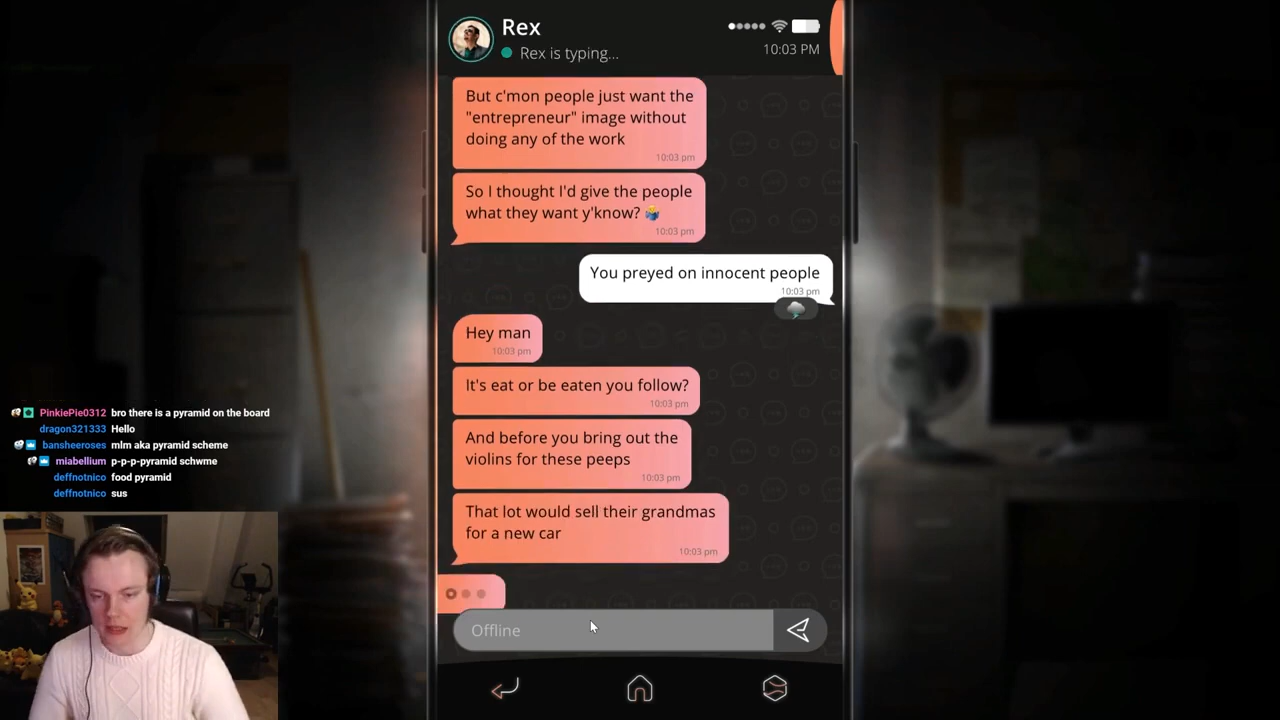 Rex
Rex is typing...
10:03 PM
But c'mon people just want the
"entrepreneur" image without
doing any of the work
10:03 pm
So I thought I'd give the people
what they want y'know? 🤷
10:03 pm
You preyed on innocent people
10:03 pm
Hey man
10:03 pm
It's eat or be eaten you follow?
10:03 pm
And before you bring out the
violins for these peeps
10:03 pm
That lot would sell their grandmas
for a new car
10:03 pm
Offline
PinkiePie0312 bro there is a pyramid on the board
dragon321333 Hello
bansheeroses mlm aka pyramid scheme
miabellium p-p-p-pyramid schwme
deffnotnico food pyramid
deffnotnico sus